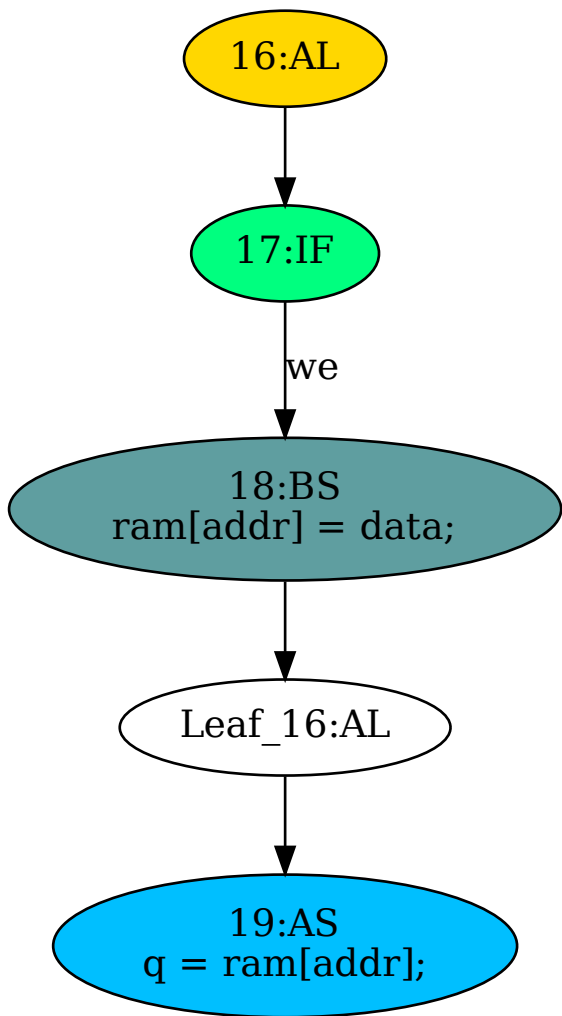 16:AL
17:IF
we
18:BS
ram[addr] = data;
Leaf_16:AL
19:AS
q = ram[addr];